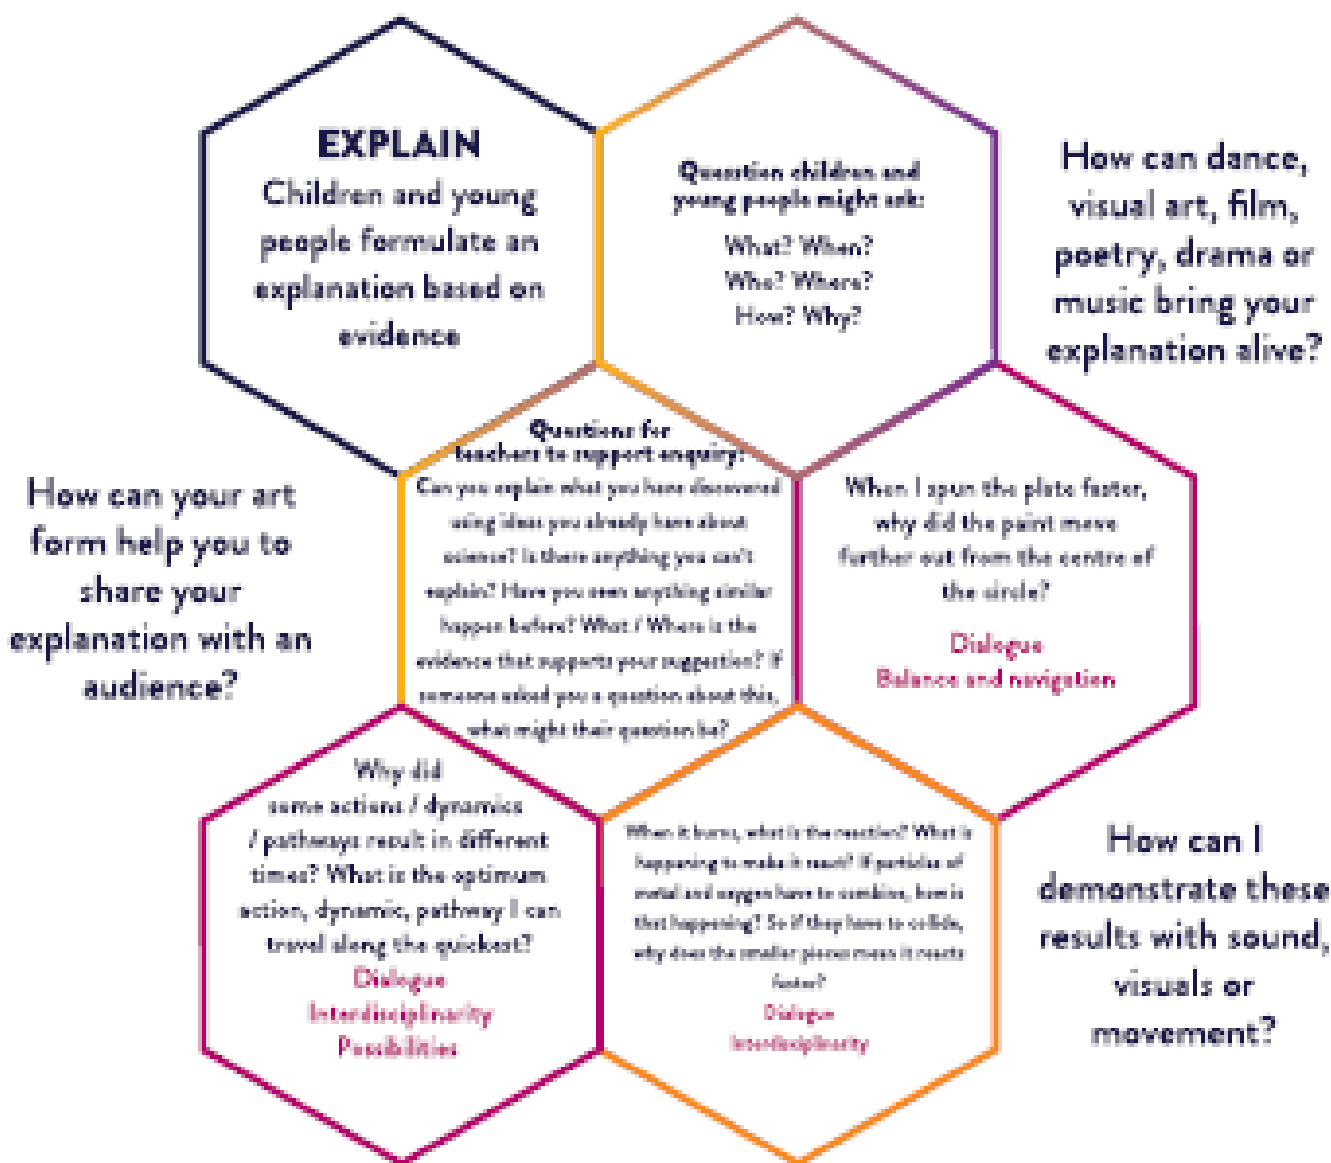 EXPLAIN
Children and young
people formulate an
explanation based on
evidence
Question children and
young people might ask:
What? When?
Who? Where?
How? Why?
How can dance,
visual art, film,
poetry, drama or
music bring your
explanation alive?
How can your art
form help you to
share your
explanation with an
audience?
Questions for
teachers to support enquiry:
Can you explain what you have discovered
using ideas you already have about
science? Is there anything you can't
explain? Have you seen anything similar
happen before? What / Where is the
evidence that supports your suggestion? If
someone asked you a question about this,
what might their question be?
When I spun the plate faster,
why did the paint move
further out from the centre of
the circle?
Dialogue
Balance and navigation
Why did
some actions / dynamics
/ pathways result in different
times? What is the optimum
action, dynamic, pathway I can
travel along the quickest?
Dialogue
Interdisciplinarity
Possibilities
When it burns, what is the reaction? What is
happening to make it react? If particles of
metal and oxygen have to combine, how is
that happening? So if they have to collide,
why does the smaller pieces mean it reacts
faster?
Dialogue
Interdisciplinarity
How can I
demonstrate these
results with sound,
visuals or
movement?